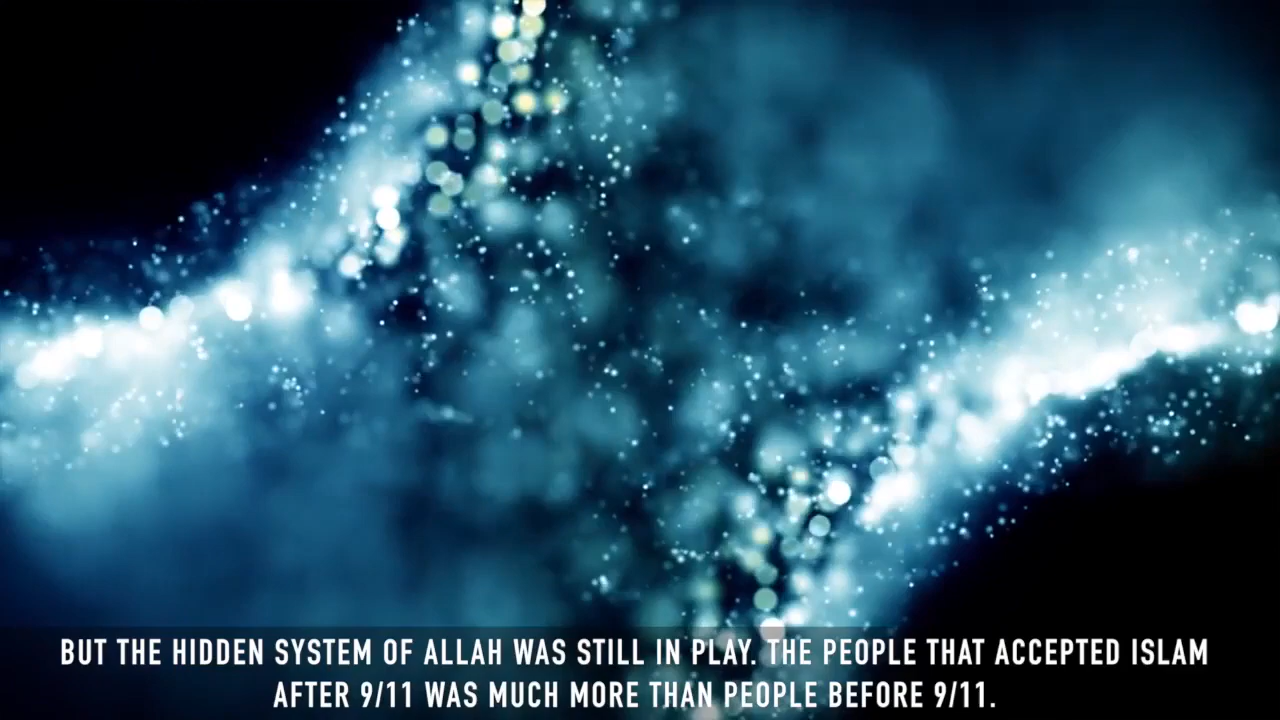 BUT THE HIDDEN SYSTEM OF ALLAH WAS STILL IN PLAY. THE PEOPLE THAT ACCEPTED ISLAM
AFTER 9/11 WAS MUCH MORE THAN PEOPLE BEFORE 9/11.